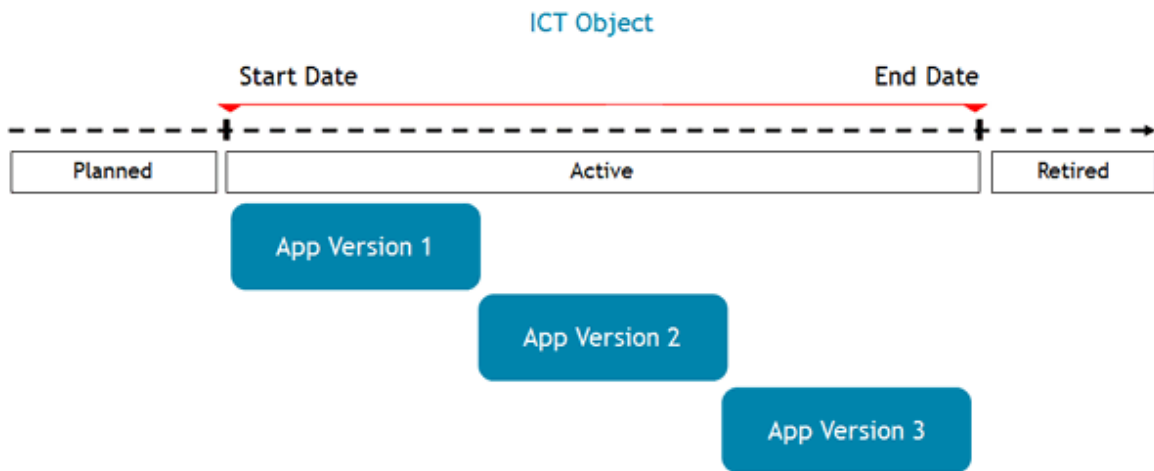 ICT Object
Start Date
End Date
Planned
Active
Retired
App Version 1
App Version 2
App Version 3